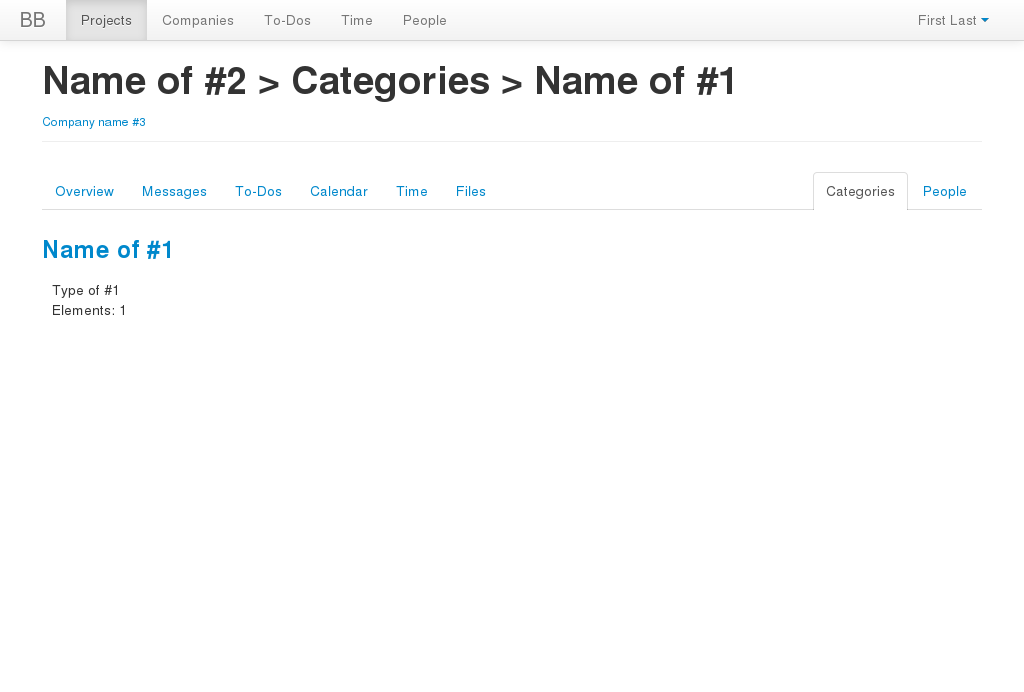 BB Projects Companies To-Dos Time People First Last
Name of #2 > Categories > Name of #1
Company name #3
Overview Messages To-Dos Calendar Time Files Categories People
Name of #1
Type of #1
Elements: 1